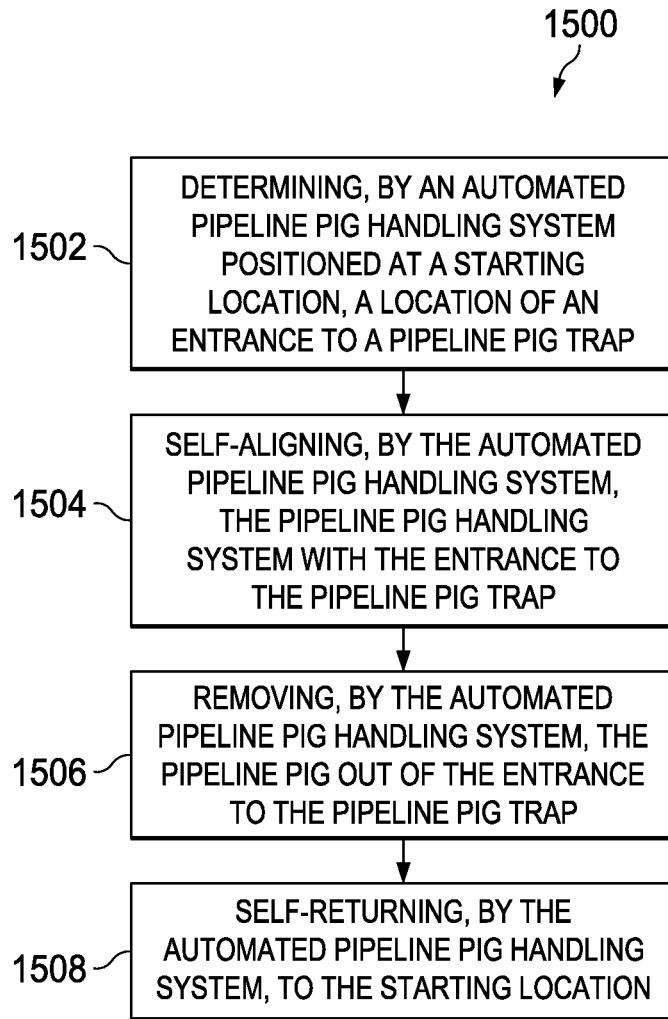 1500
1502
DETERMINING, BY AN AUTOMATED
PIPELINE PIG HANDLING SYSTEM
POSITIONED AT A STARTING
LOCATION, A LOCATION OF AN
ENTRANCE TO A PIPELINE PIG TRAP
1504
SELF-ALIGNING, BY THE AUTOMATED
PIPELINE PIG HANDLING SYSTEM,
THE PIPELINE PIG HANDLING
SYSTEM WITH THE ENTRANCE TO
THE PIPELINE PIG TRAP
1506
REMOVING, BY THE AUTOMATED
PIPELINE PIG HANDLING SYSTEM, THE
PIPELINE PIG OUT OF THE ENTRANCE
TO THE PIPELINE PIG TRAP
1508
SELF-RETURNING, BY THE
AUTOMATED PIPELINE PIG HANDLING
SYSTEM, TO THE STARTING LOCATION